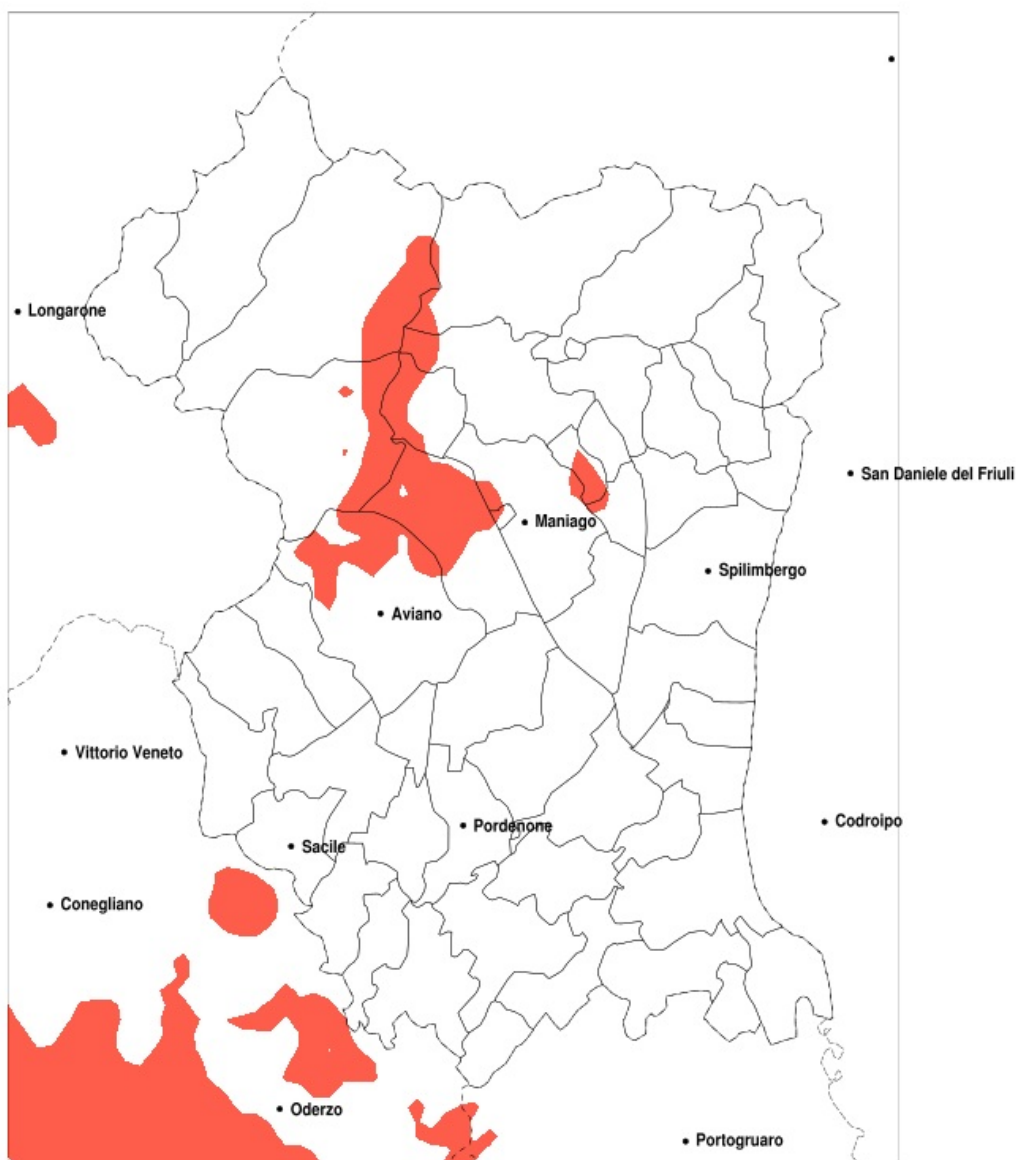 Longarone
San Daniele del Friuli
Maniago
Spilimbergo
Aviano
Vittorio Veneto
Codroipo
Pordenone
Sacile
Conegliano
Oderzo
Portogruaro